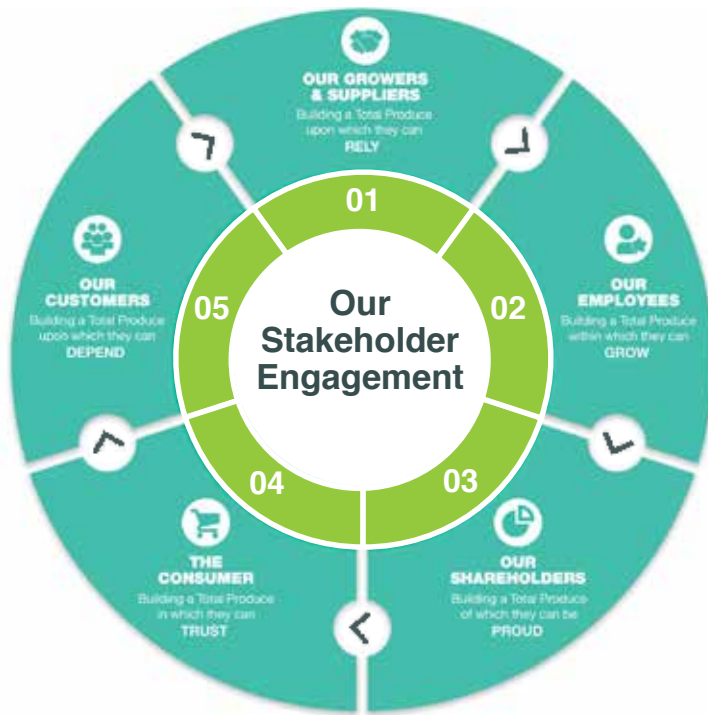 OUR GROWERS
& SUPPLIERS
Building a Total Produce
upon which they can
RELY
01
OUR
EMPLOYEES
Building a Total Produce
within which they can
GROW
02
OUR
SHAREHOLDERS
Building a Total Produce
of which they can be
PROUD
03
THE
CONSUMER
Building a Total Produce
in which they can
TRUST
04
OUR
CUSTOMERS
Building a Total Produce
upon which they can
DEPEND
05
Our
Stakeholder
Engagement